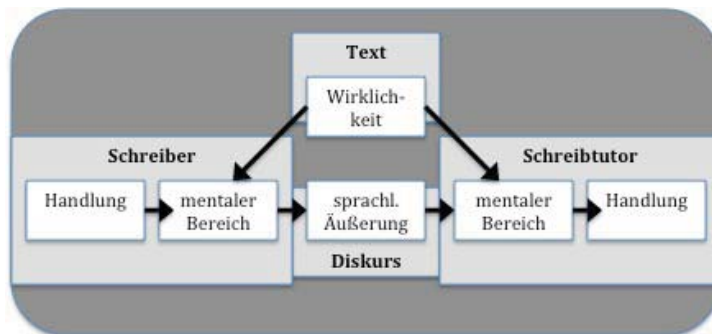 Text
Wirklich-
keit
Schreiber
Schreibtutor
Handlung
mentaler
Bereich
sprachl.
Äußerung
mentaler
Bereich
Handlung
Diskurs